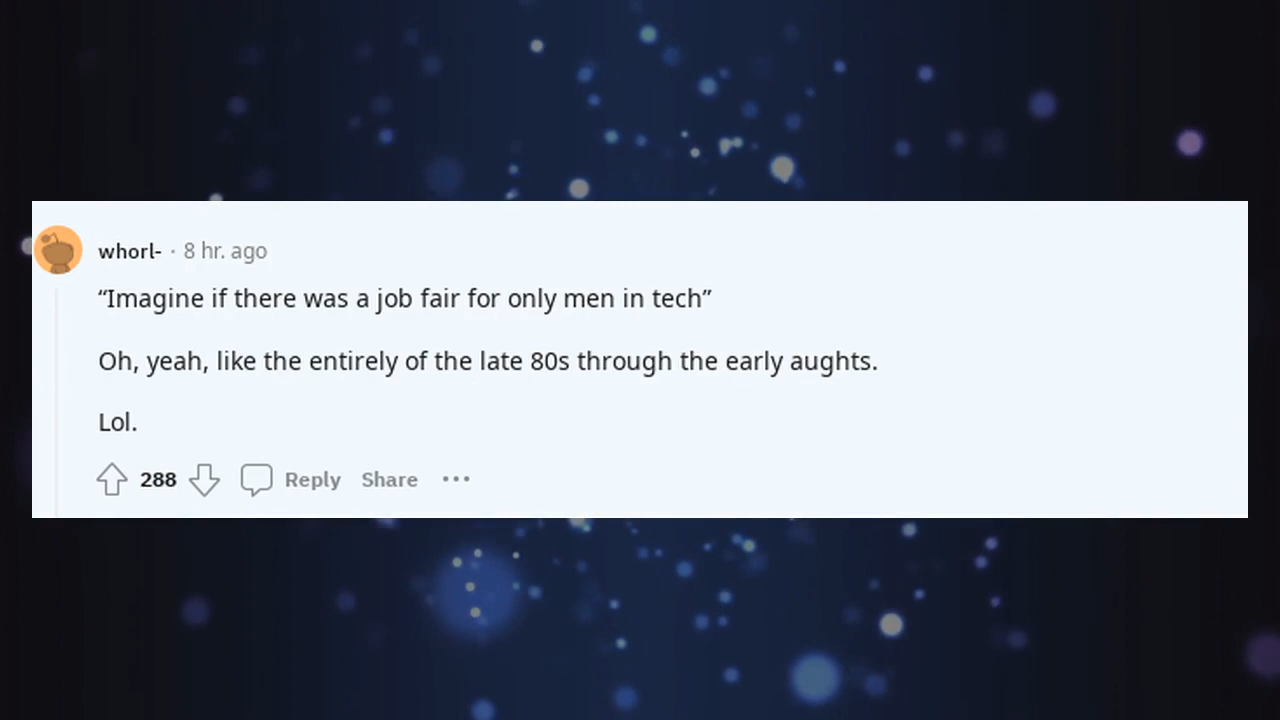 whorl- · 8 hr. ago
“Imagine if there was a job fair for only men in tech”
Oh, yeah, like the entirely of the late 80s through the early aughts.
Lol.
288 Reply Share ···